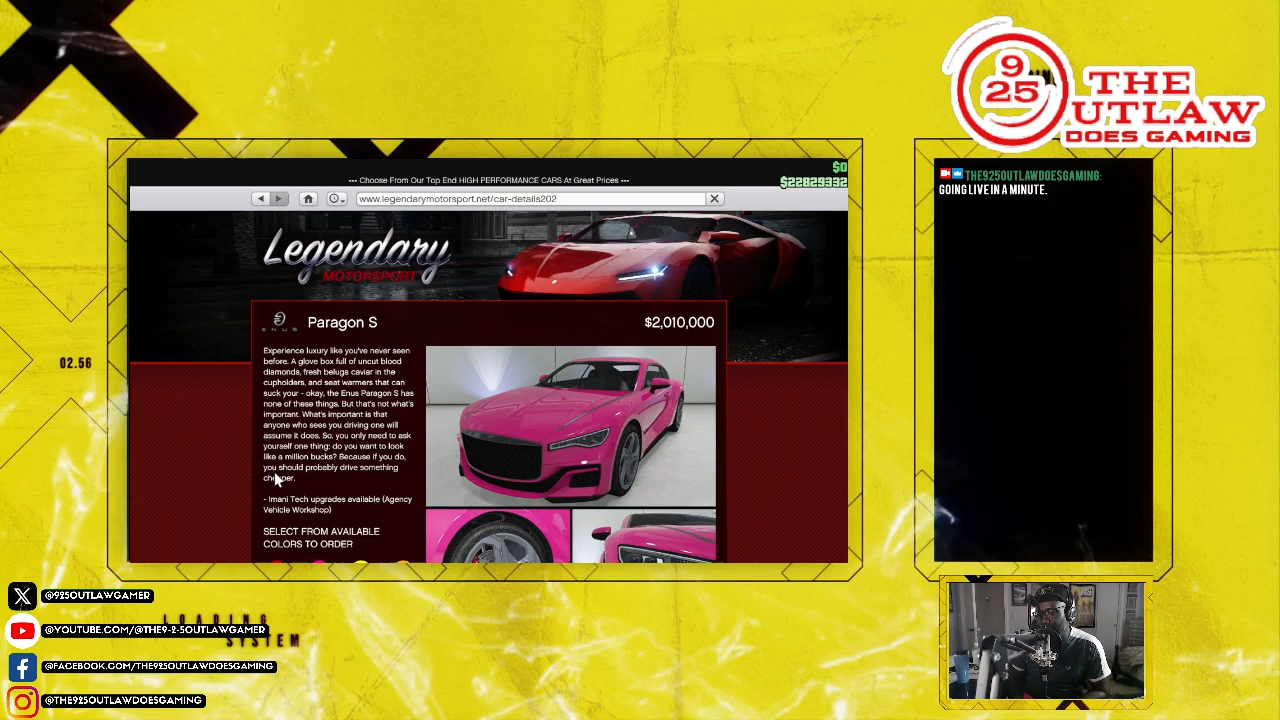 9
25
THE
OUTLAW
DOES GAMING
$0
$22829332
--- Choose From Our Top End HIGH PERFORMANCE CARS At Great Prices ---
www.legendarymotorsport.net/car-details202
Legendary
MOTORSPORT
ENUS
Paragon S
$2,010,000
Experience luxury like you've never seen
before. A glove box full of uncut blood
diamonds, fresh beluga caviar in the
cupholders, and seat warmers that can
suck your - okay, the Enus Paragon S has
none of these things. But that's not what's
important. What's important is that
anyone who sees you driving one will
assume it does. So, you only need to ask
yourself one thing: do you want to look
like a million bucks? Because if you do,
you should probably drive something
cheaper.
- Imani Tech upgrades available (Agency
Vehicle Workshop)
SELECT FROM AVAILABLE
COLORS TO ORDER
THE925OUTLAWDOESGAMING:
GOING LIVE IN A MINUTE.
02.56
@925OUTLAWGAMER
LOADING
@YOUTUBE.COM/@THE9-2-5OUTLAWGAMER
SYSTEM
@FACEBOOK.COM/THE925OUTLAWDOESGAMING
@THE925OUTLAWDOESGAMING